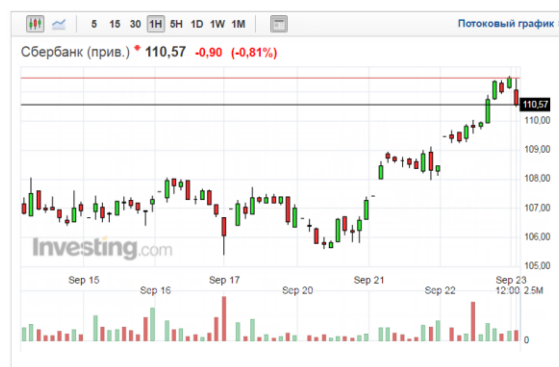 5 15 30 1H 5H 1D 1W 1M Потоковый график
Сбербанк (прив.) 110,57 -0,90 (-0,81%)
110,57
110,00
109,00
108,00
107,00
106,00
105,00
Investing.com
Sep 15 Sep 17 Sep 21 Sep 23
Sep 16 Sep 20 Sep 22 12:00
2.5M
0